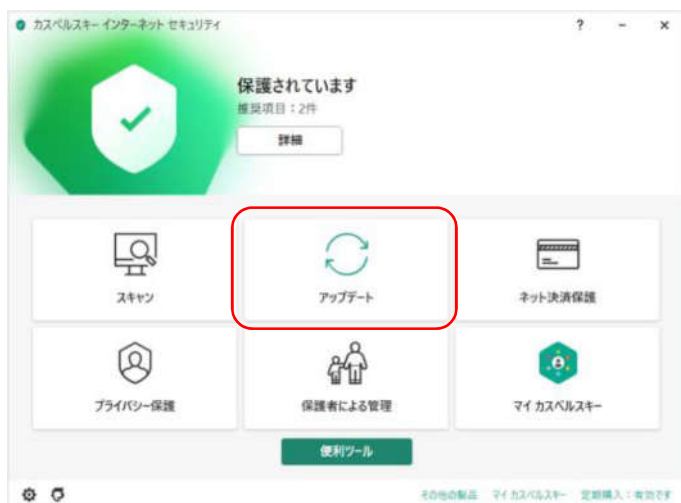 カスペルスキー インターネット セキュリティ
?
保護されています
推奨項目：2件
詳細
スキャン
アップデート
ネット決済保護
プライバシー保護
保護者による管理
マイ カスペルスキー
便利ツール
その他の製品 マイ カスペルスキー 定期購入：有効です